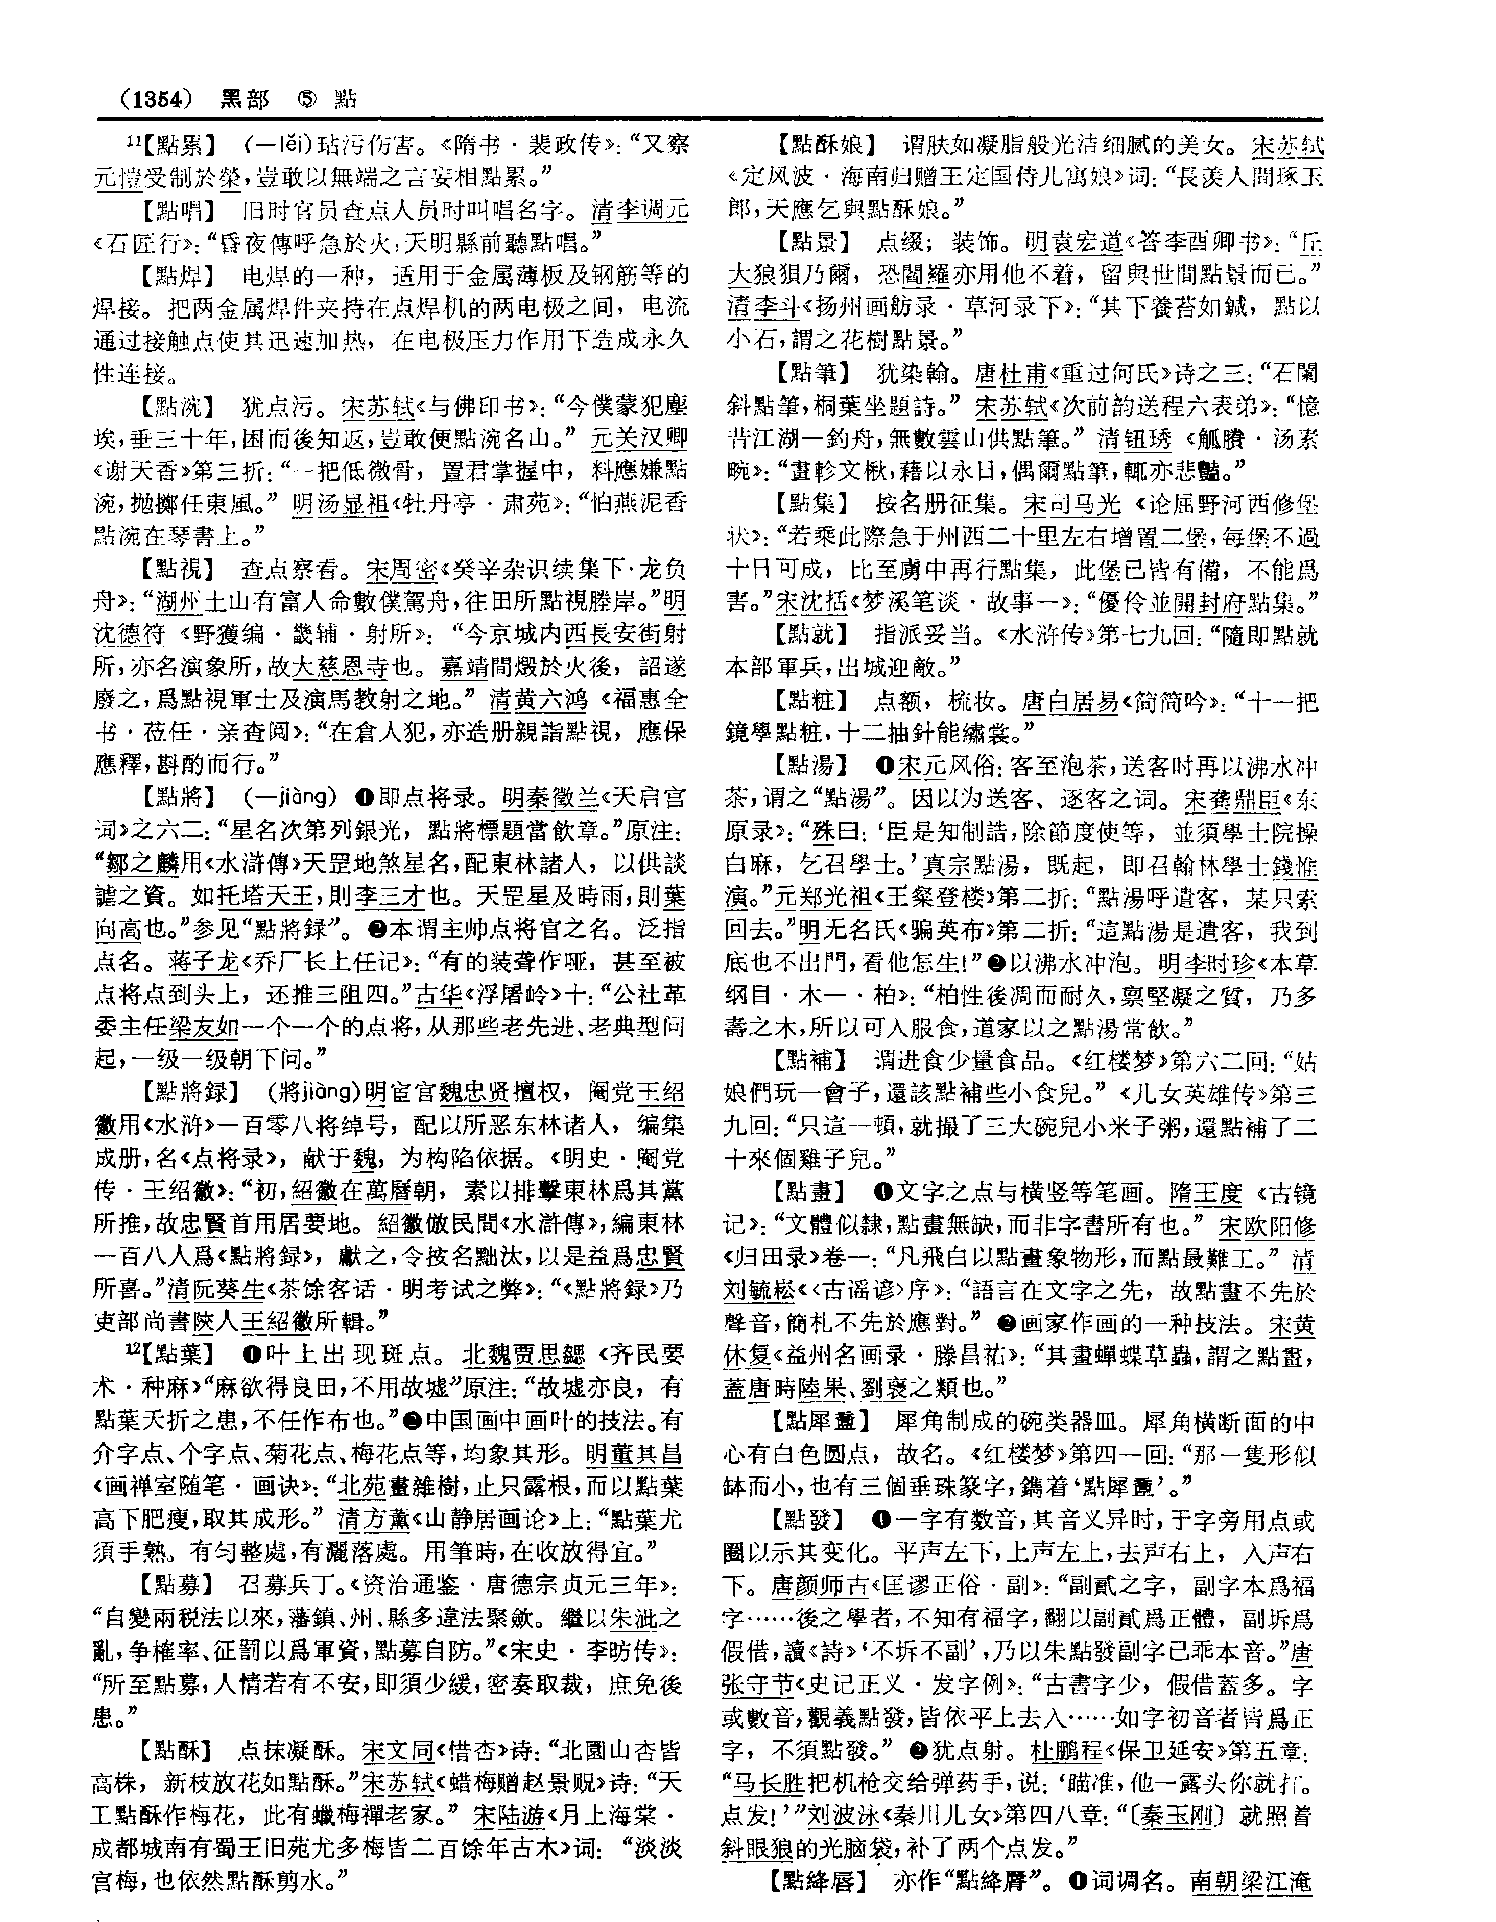 （1354） 黑部 ⑤ 點
11【點累】 （—lěi）玷污伤害。《隋书·裴政传》：“又察
元愷受制於榮，豈敢以無端之言妄相點累。”
【點唱】 旧时官员查点人员时叫唱名字。清李调元
《石匠行》：“昏夜傳呼急於火，天明縣前聽點唱。”
【點焊】 电焊的一种，适用于金属薄板及钢筋等的
焊接。把两金属焊件夹持在点焊机的两电极之间，电流
通过接触点使其迅速加热，在电极压力作用下造成永久
性连接。
【點涴】 犹点污。宋苏轼《与佛印书》：“今僕蒙犯塵
埃，垂三十年，困而後知返，豈敢便點涴名山。”元关汉卿
《谢天香》第三折：“一把低微骨，置君掌握中，料應嫌點
涴，抛擲任東風。”明汤显祖《牡丹亭·肃苑》：“怕燕泥香
點涴在琴書上。”
【點視】 查点察看。宋周密《癸辛杂识续集下·龙负
舟》：“湖州土山有富人命數僕駕舟，往田所點視塍岸。”明
沈德符《野獲编·畿辅·射所》：“今京城内西長安街射
所，亦名演象所，故大慈恩寺也。嘉靖間燬於火後，詔遂
廢之，爲點視軍士及演馬教射之地。”清黄六鸿《福惠全
书·莅任·亲查阅》：“在倉人犯，亦造册親詣點視，應保
應釋，斟酌而行。”
【點將】 （—jiàng）❶即点将录。明秦徵兰《天启宫
词》之六二：“星名次第列銀光，點將標題當飲章。”原注：
“鄒之麟用《水滸傳》天罡地煞星名，配東林諸人，以供談
謔之資。如托塔天王，則李三才也。天罡星及時雨，則葉
向高也。”参见“點將録”。❷本谓主帅点将官之名。泛指
点名。蒋子龙《乔厂长上任记》：“有的装聋作哑，甚至被
点将点到头上，还推三阻四。”古华《浮屠岭》十：“公社革
委主任梁友如一个一个的点将，从那些老先进、老典型问
起，一级一级朝下问。”
【點將録】 （將jiàng）明宦官魏忠贤擅权，阉党王绍
徽用《水浒》一百零八将绰号，配以所恶东林诸人，编集
成册，名《点将录》，献于魏，为构陷依据。《明史·阉党
传·王绍徽》：“初，紹徽在萬曆朝，素以排擊東林爲其黨
所推，故忠賢首用居要地。紹徽倣民間《水滸傳》，編東林
一百八人爲《點將録》，獻之，令按名黜汰，以是益爲忠賢
所喜。”清阮葵生《茶馀客话·明考试之弊》：“《點將録》乃
吏部尚書陝人王紹徽所輯。”
12【點葉】 ❶叶上出现斑点。北魏贾思勰《齐民要
术·种麻》“麻欲得良田，不用故墟”原注：“故墟亦良，有
點葉夭折之患，不任作布也。”❷中国画中画叶的技法。有
介字点、个字点、菊花点、梅花点等，均象其形。明董其昌
《画禅室随笔·画诀》：“北苑畫雜樹，止只露根，而以點葉
高下肥瘦，取其成形。”清方薰《山静居画论》上：“點葉尤
須手熟。有匀整處，有灑落處。用筆時，在收放得宜。”
【點募】 召募兵丁。《资治通鉴·唐德宗贞元三年》：
“自變兩税法以來，藩鎮、州、縣多違法聚斂。繼以朱泚之
亂，争榷率、征罰以爲軍資，點募自防。”《宋史·李昉传》：
“所至點募，人情若有不安，即須少緩，密奏取裁，庶免後
患。”
【點酥】 点抹凝酥。宋文同《惜杏》诗：“北園山杏皆
高株，新枝放花如點酥。”宋苏轼《蜡梅赠赵景贶》诗：“天
工點酥作梅花，此有蠟梅禪老家。”宋陆游《月上海棠·
成都城南有蜀王旧苑尤多梅皆二百馀年古木》词：“淡淡
宫梅，也依然點酥剪水。”
【點酥娘】 谓肤如凝脂般光洁细腻的美女。宋苏轼
《定风波·海南归赠王定国侍儿寓娘》词：“長羡人間琢玉
郎，天應乞與點酥娘。”
【點景】 点缀；装饰。明袁宏道《答李酉卿书》：“丘
大狼狽乃爾，恐閻羅亦用他不着，留與世間點景而已。”
清李斗《扬州画舫录·草河录下》：“其下養苔如鍼，點以
小石，謂之花樹點景。”
【點筆】 犹染翰。唐杜甫《重过何氏》诗之三：“石闌
斜點筆，桐葉坐題詩。”宋苏轼《次前韵送程六表弟》：“憶
昔江湖一釣舟，無數雲山供點筆。”清钮琇《觚賸·汤素
畹》：“畫軫文楸，藉以永日，偶爾點筆，輒亦悲豔。”
【點集】 按名册征集。宋司马光《论屈野河西修堡
状》：“若乘此際急于州西二十里左右增置二堡，每堡不過
十日可成，比至虜中再行點集，此堡已皆有備，不能爲
害。”宋沈括《梦溪笔谈·故事一》：“優伶並開封府點集。”
【點就】 指派妥当。《水浒传》第七九回：“隨即點就
本部軍兵，出城迎敵。”
【點粧】 点额，梳妆。唐白居易《简简吟》：“十一把
鏡學點粧，十二抽針能繡裳。”
【點湯】 ❶宋元风俗：客至泡茶，送客时再以沸水冲
茶，谓之“點湯”。因以为送客、逐客之词。宋龚鼎臣《东
原录》：“殊曰：‘臣是知制誥，除節度使等，並須學士院操
白麻，乞召學士。’真宗點湯，既起，即召翰林學士錢惟
演。”元郑光祖《王粲登楼》第二折：“點湯呼遣客，某只索
回去。”明无名氏《骗英布》第二折：“這點湯是遣客，我到
底也不出門，看他怎生！”❷以沸水冲泡。明李时珍《本草
纲目·木一·柏》：“柏性後凋而耐久，禀堅凝之質，乃多
壽之木，所以可入服食，道家以之點湯常飲。”
【點補】 谓进食少量食品。《红楼梦》第六二回：“姑
娘們玩一會子，還該點補些小食兒。”《儿女英雄传》第三
九回：“只這一頓，就撮了三大碗兒小米子粥，還點補了二
十來個雞子兒。”
【點畫】 ❶文字之点与横竖等笔画。隋王度《古镜
记》：“文體似隸，點畫無缺，而非字書所有也。”宋欧阳修
《归田录》卷一：“凡飛白以點畫象物形，而點最難工。”清
刘毓崧《〈古谣谚〉序》：“語言在文字之先，故點畫不先於
聲音，簡札不先於應對。”❷画家作画的一种技法。宋黄
休复《益州名画录·滕昌祐》：“其畫蟬蝶草蟲，謂之點畫，
蓋唐時陸杲、劉褒之類也。”
【點犀䀉】 犀角制成的碗类器皿。犀角横断面的中
心有白色圆点，故名。《红楼梦》第四一回：“那一隻形似
缽而小，也有三個垂珠篆字，鐫着‘點犀䀉’。”
【點發】 ❶一字有数音，其音义异时，于字旁用点或
圈以示其变化。平声左下，上声左上，去声右上，入声右
下。唐颜师古《匡谬正俗·副》：“副貳之字，副字本爲福
字……後之學者，不知有福字，翻以副貳爲正體，副坼爲
假借，讀《詩》‘不坼不副’，乃以朱點發副字已乖本音。”唐
张守节《史记正义·发字例》：“古書字少，假借蓋多。字
或數音，觀義點發，皆依平上去入……如字初音者皆爲正
字，不須點發。”❷犹点射。杜鹏程《保卫延安》第五章：
“马长胜把机枪交给弹药手，说：‘瞄准，他一露头你就打。
点发！’”刘波泳《秦川儿女》第四八章：“〔秦玉刚〕就照着
斜眼狼的光脑袋，补了两个点发。”
【點絳唇】 亦作“點絳脣”。❶词调名。南朝梁江淹